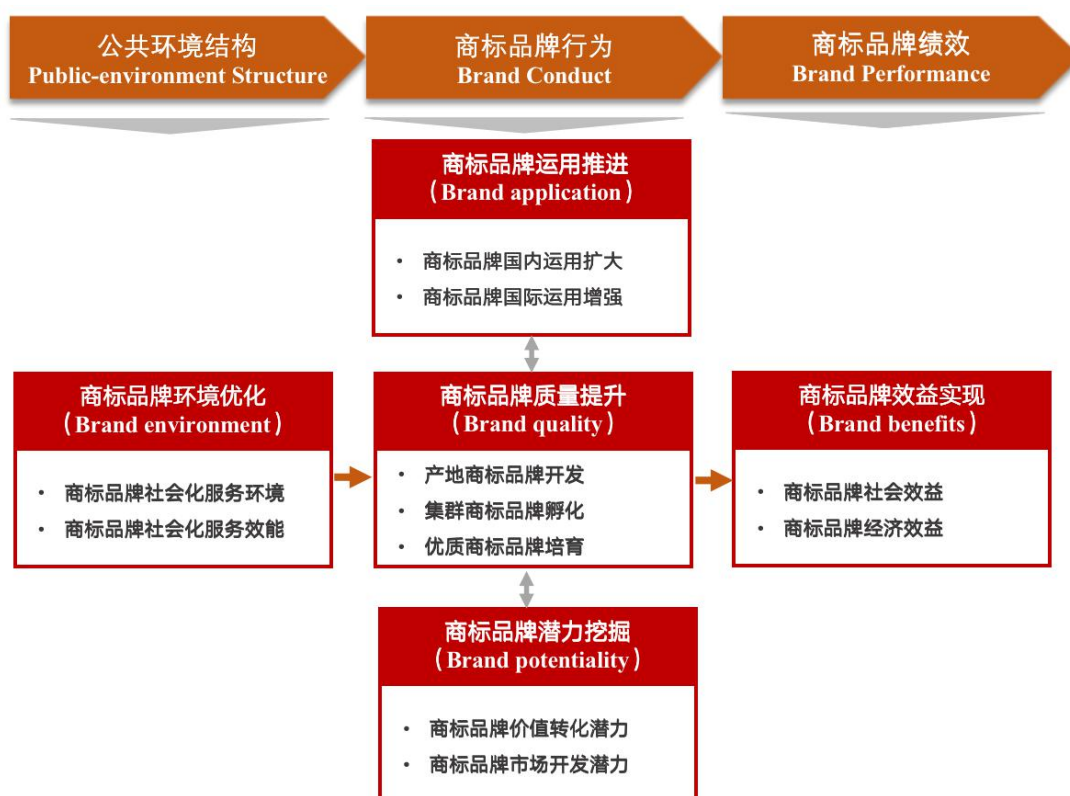 公共环境结构
Public-environment Structure
商标品牌行为
Brand Conduct
商标品牌绩效
Brand Performance
商标品牌运用推进
(Brand application)
• 商标品牌国内运用扩大
• 商标品牌国际运用增强
商标品牌环境优化
(Brand environment)
• 商标品牌社会化服务环境
• 商标品牌社会化服务效能
商标品牌质量提升
(Brand quality)
• 产地商标品牌开发
• 集群商标品牌孵化
• 优质商标品牌培育
商标品牌效益实现
(Brand benefits)
• 商标品牌社会效益
• 商标品牌经济效益
商标品牌潜力挖掘
(Brand potentiality)
• 商标品牌价值转化潜力
• 商标品牌市场开发潜力